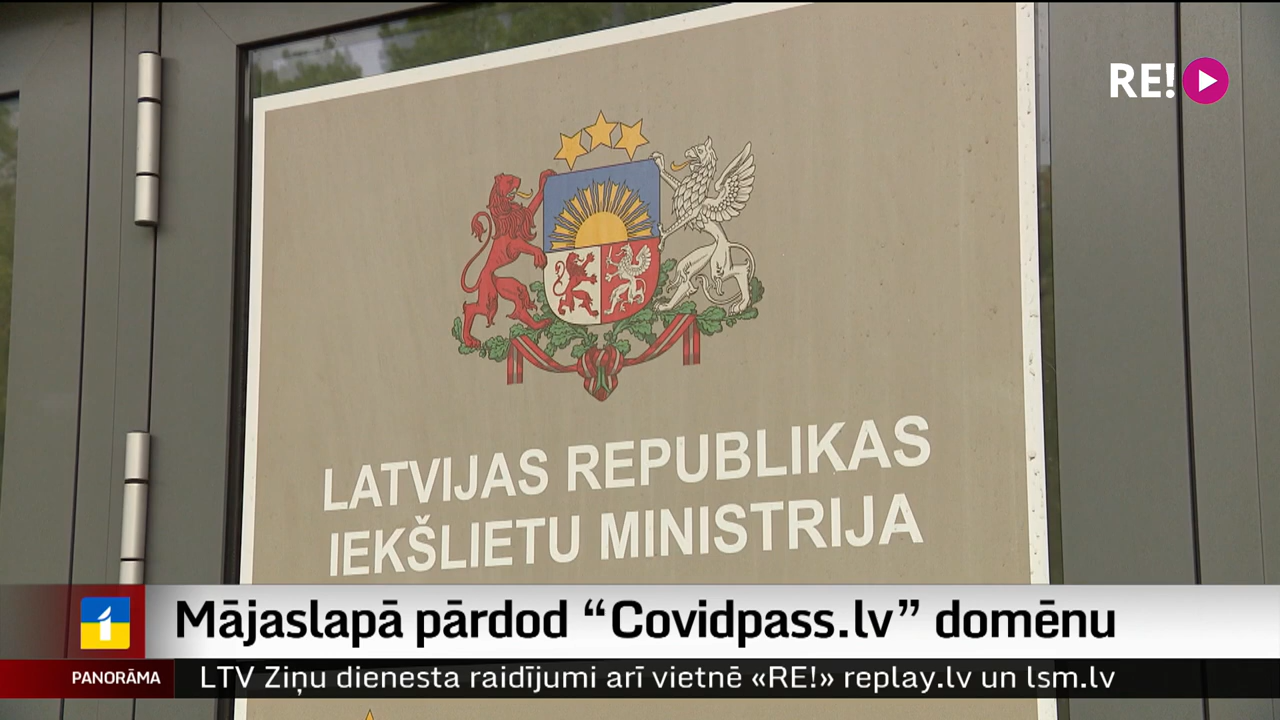 RE!
LATVIJAS REPUBLIKAS
IEKŠLIETU MINISTRIJA
1
Mājaslapā pārdod “Covidpass.lv” domēnu
PANORĀMA
LTV Ziņu dienesta raidījumi arī vietnē «RE!» replay.lv un lsm.lv